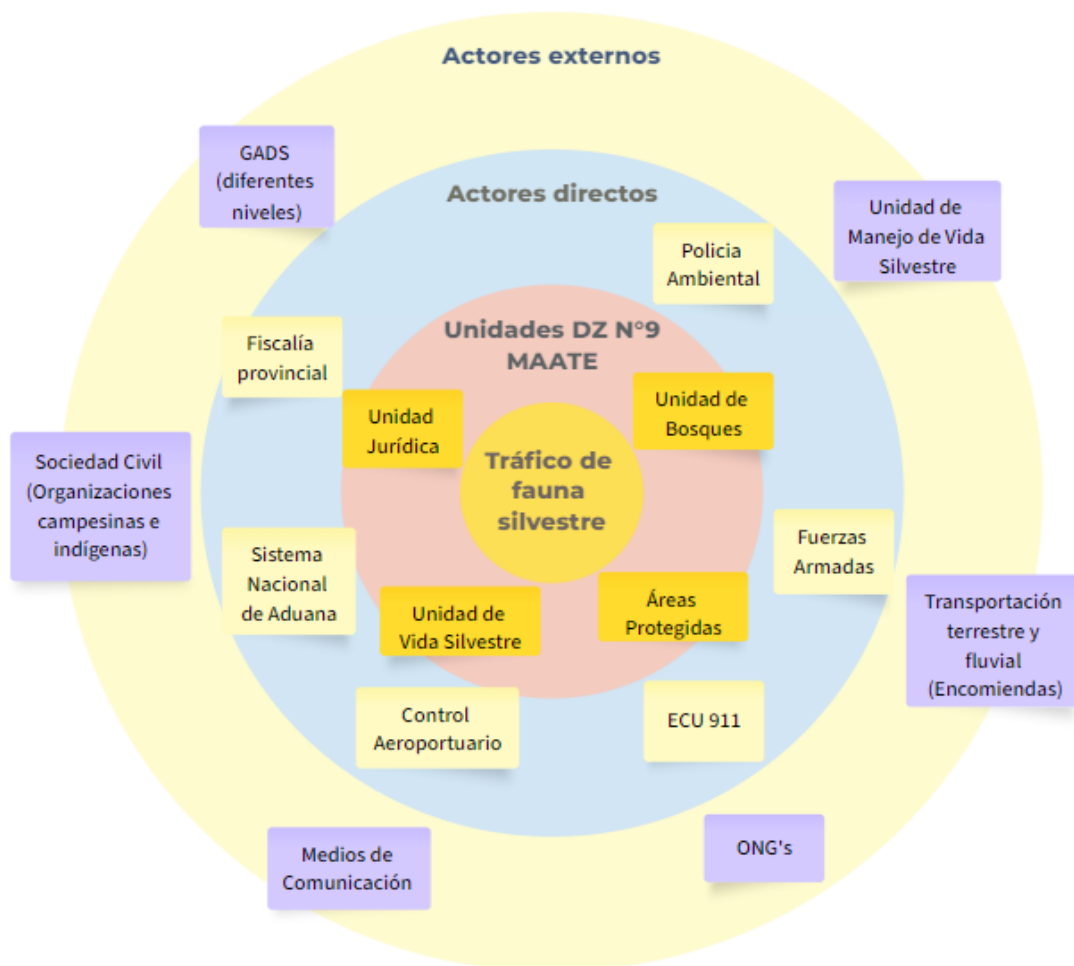 Actores externos
GADS
(diferentes
niveles)
Actores directos
Unidad de
Manejo de Vida
Silvestre
Policia
Ambiental
Fiscalía
provincial
Unidades DZ N°9
MAATE
Unidad
Jurídica
Unidad de
Bosques
Tráfico de
fauna
silvestre
Sociedad Civil
(Organizaciones
campesinas e
indígenas)
Sistema
Nacional
de Aduana
Fuerzas
Armadas
Unidad de
Vida Silvestre
Áreas
Protegidas
Transportación
terrestre y
fluvial
(Encomiendas)
Control
Aeroportuario
ECU 911
Medios de
Comunicación
ONG's